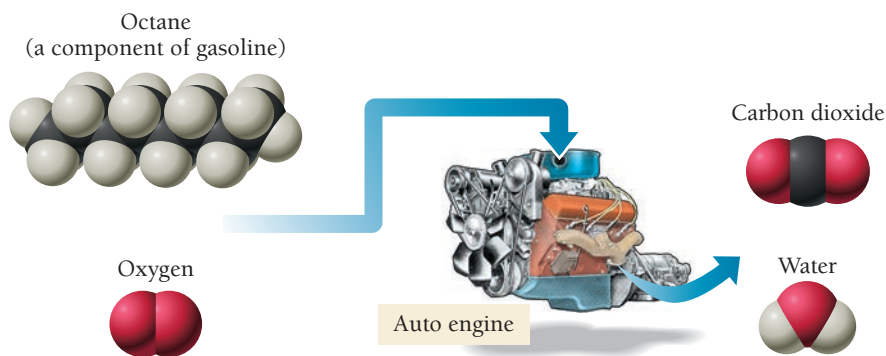 Octane
(a component of gasoline)
Carbon dioxide
Oxygen
Water
Auto engine